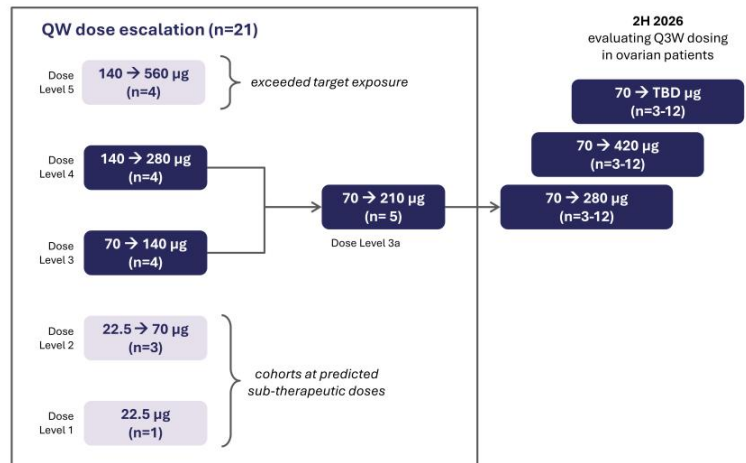 QW dose escalation (n=21)
Dose
Level 5
140 → 560 µg
(n=4)
exceeded target exposure
Dose
Level 4
140 → 280 µg
(n=4)
Dose
Level 3
70 → 140 µg
(n=4)
70 → 210 µg
(n= 5)
Dose Level 3a
Dose
Level 2
22.5 → 70 µg
(n=3)
Dose
Level 1
22.5 µg
(n=1)
cohorts at predicted
sub-therapeutic doses
2H 2026
evaluating Q3W dosing
in ovarian patients
70 → TBD µg
(n=3-12)
70 → 420 µg
(n=3-12)
70 → 280 µg
(n=3-12)